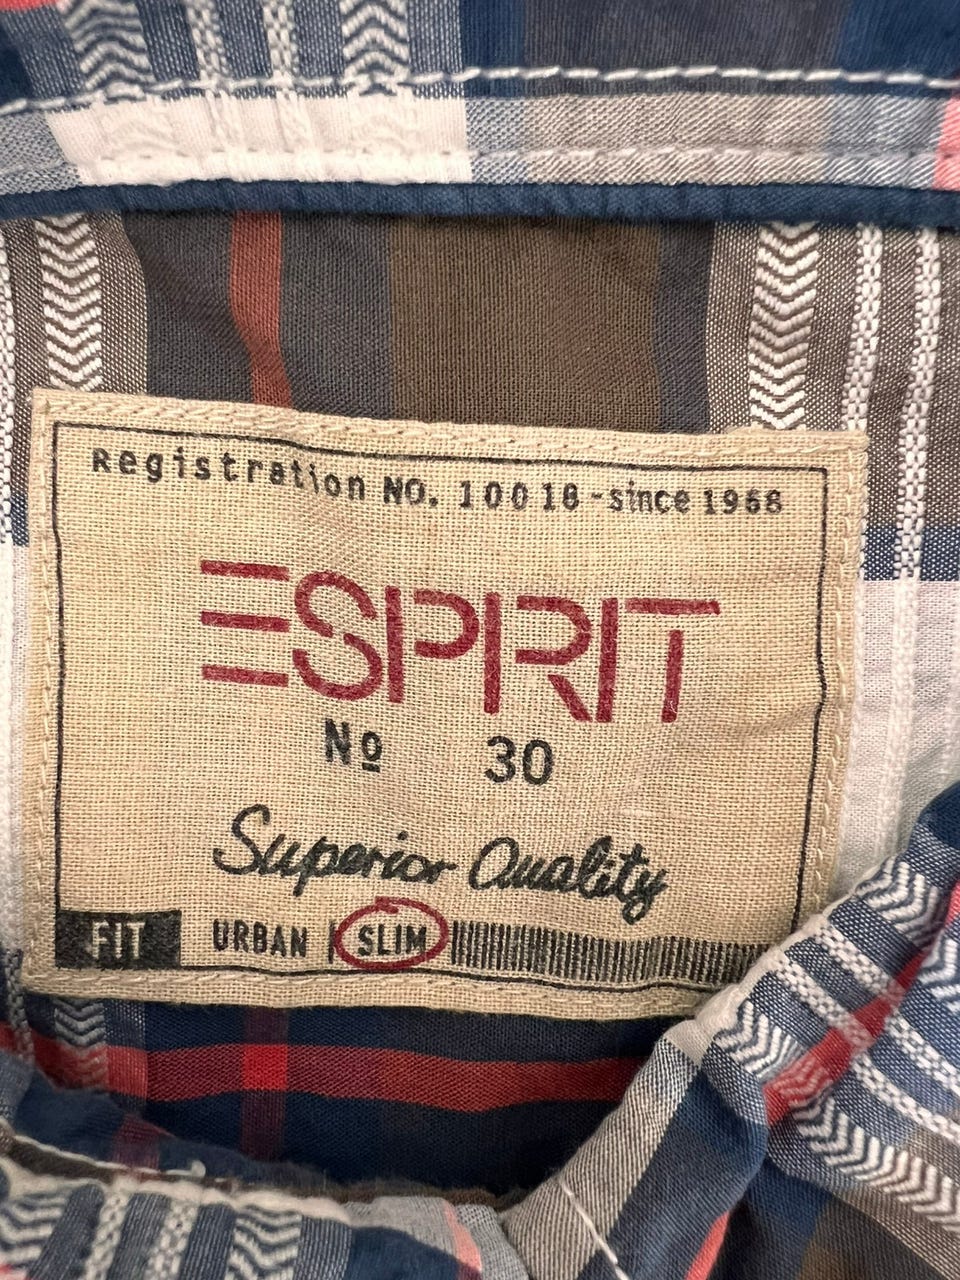 Registration NO. 10018 - since 1968
ESPRIT
Nº 30
Superior Quality
FIT URBAN | SLIM